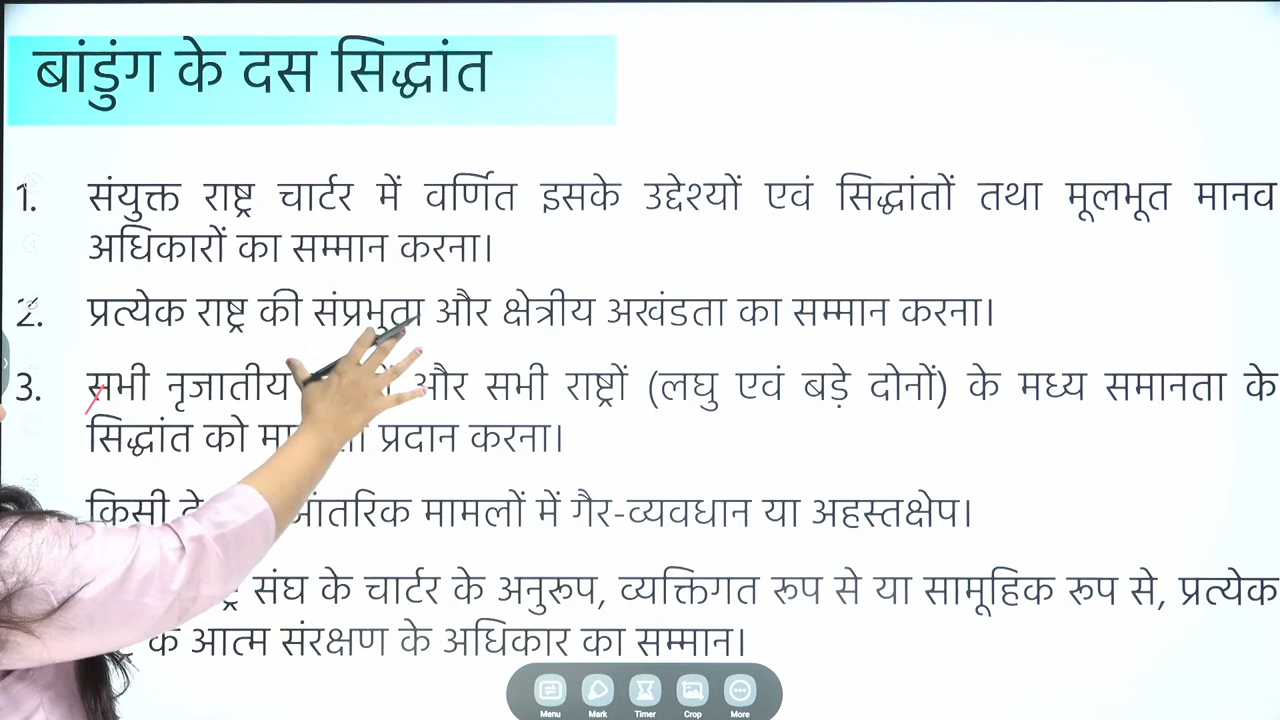 बांडुंग के दस सिद्धांत
1. संयुक्त राष्ट्र चार्टर में वर्णित इसके उद्देश्यों एवं सिद्धांतों तथा मूलभूत मानव
अधिकारों का सम्मान करना।
2. प्रत्येक राष्ट्र की संप्रभुता और क्षेत्रीय अखंडता का सम्मान करना।
3. सभी नृजातीय और सभी राष्ट्रों (लघु एवं बड़े दोनों) के मध्य समानता के
सिद्धांत को प्रदान करना।
किसी आंतरिक मामलों में गैर-व्यवधान या अहस्तक्षेप।
संघ के चार्टर के अनुरूप, व्यक्तिगत रूप से या सामूहिक रूप से, प्रत्येक
के आत्म संरक्षण के अधिकार का सम्मान।
Menu Mark Timer Crop More